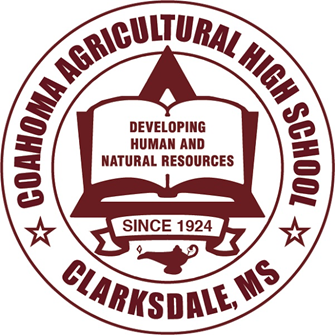 COAHOMA AGRICULTURAL HIGH SCHOOL
DEVELOPING
HUMAN AND
NATURAL RESOURCES
SINCE 1924
CLARKSDALE, MS